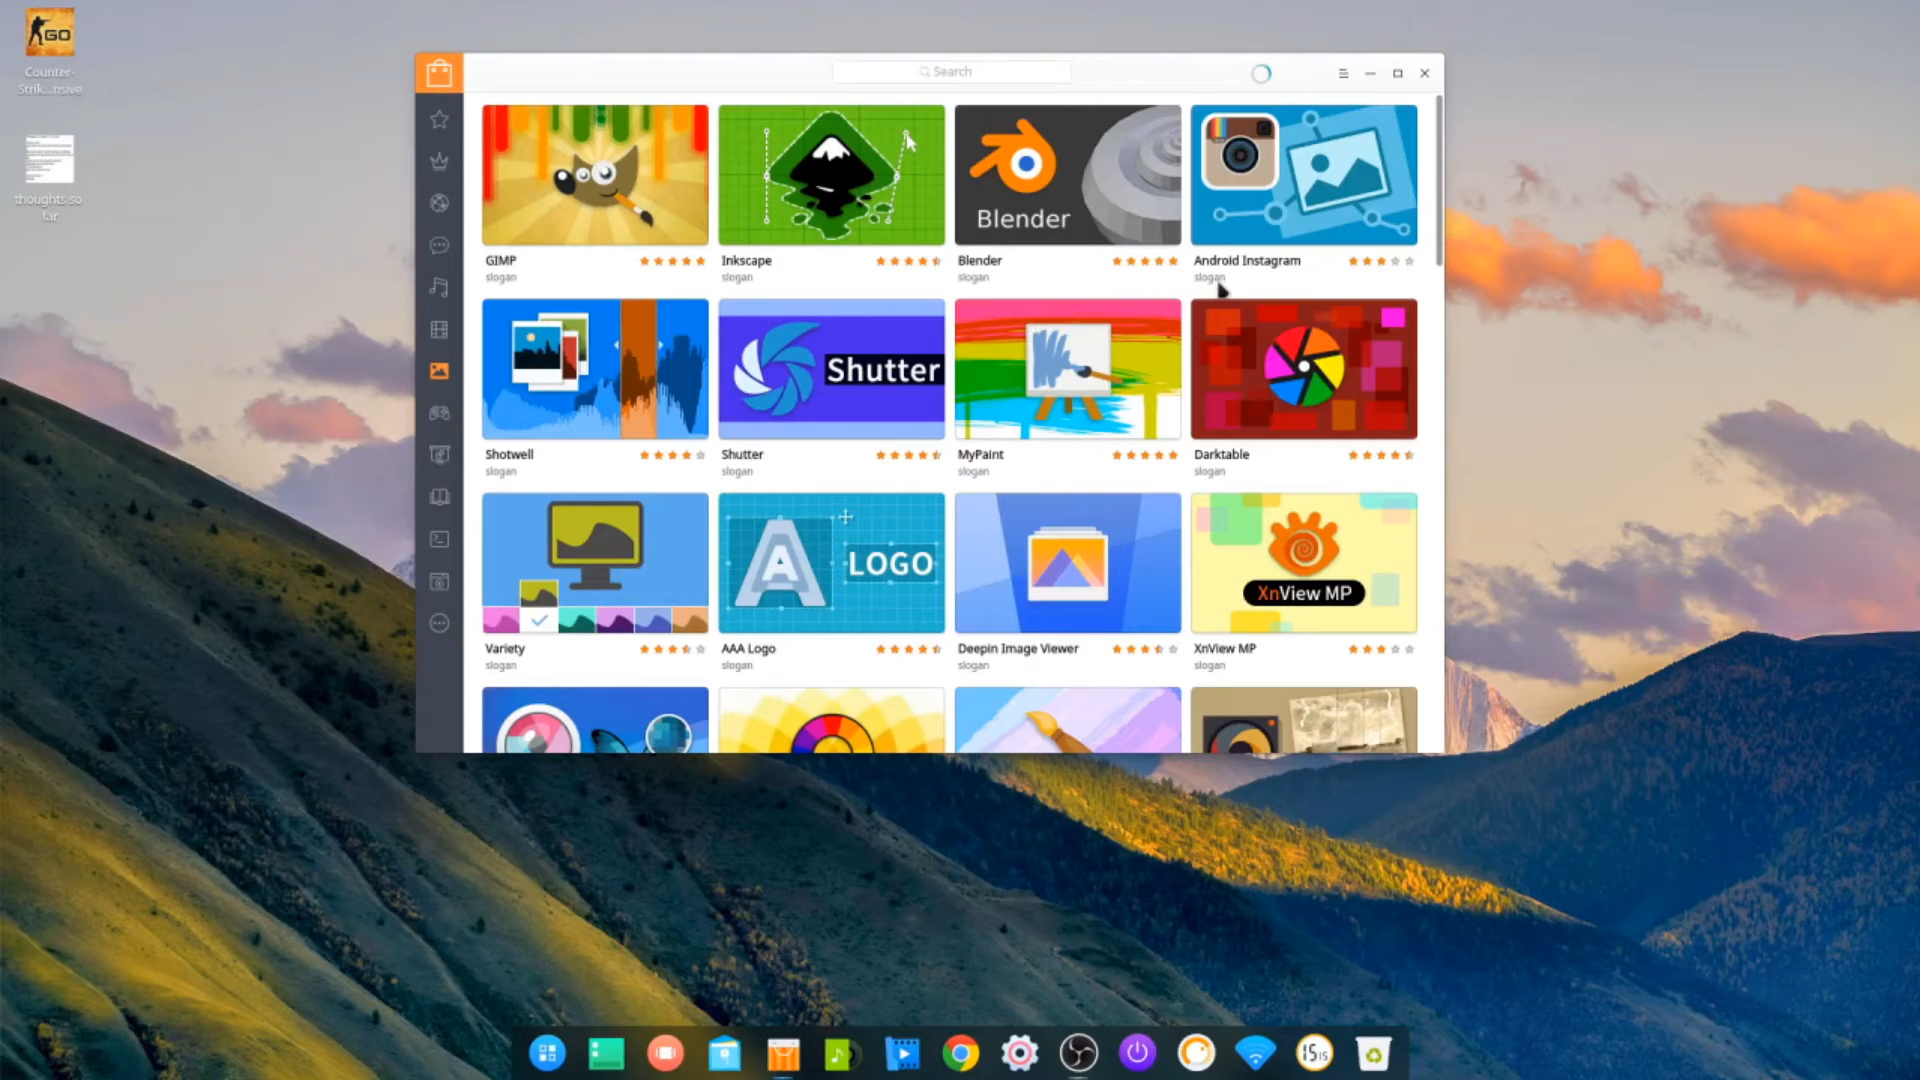 GO
Counter-
Strik...nsive
thoughts so
far
Search
Blender
GIMP
slogan
Inkscape
slogan
Blender
slogan
Android Instagram
slogan
Shutter
Shotwell
slogan
Shutter
slogan
MyPaint
slogan
Darktable
slogan
A
A
LOGO
XnView MP
Variety
slogan
AAA Logo
slogan
Deepin Image Viewer
slogan
XnView MP
slogan
15 15